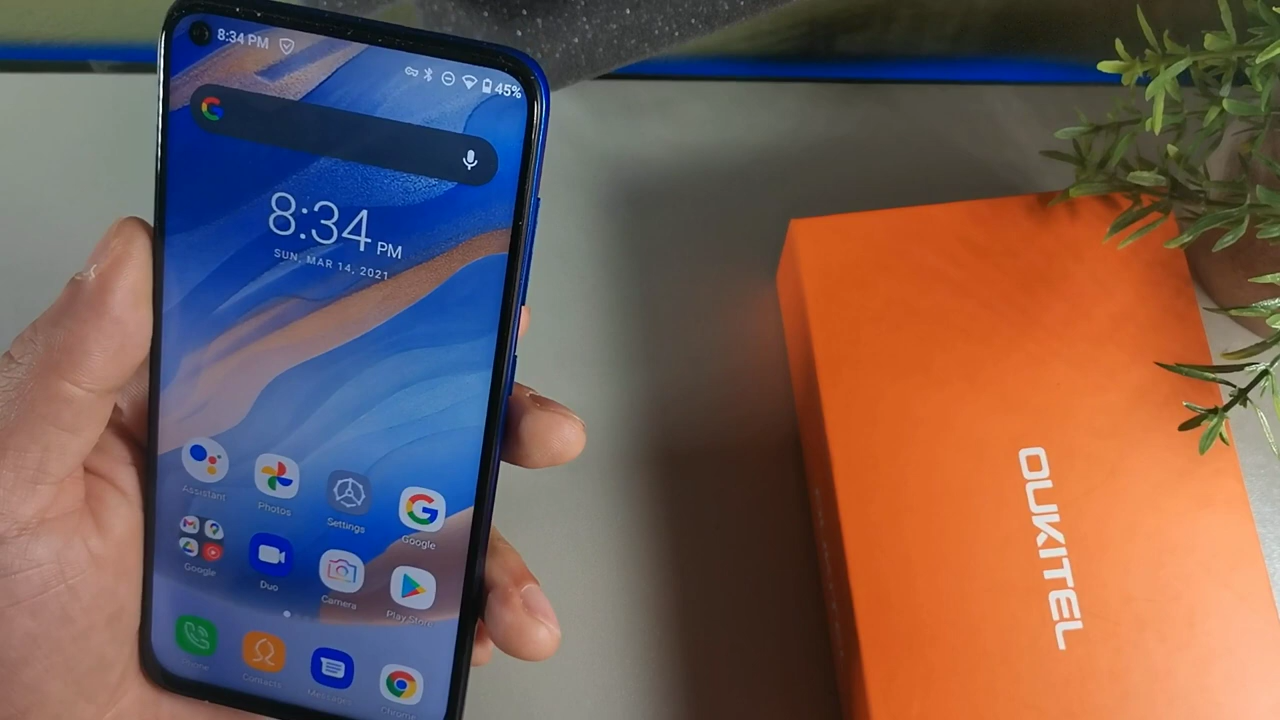 8:34 PM
45%
8:34 PM
SUN, MAR 14, 2021
Assistant
Photos
Settings
Google
Google
Duo
Camera
Play Store
Phone
Contacts
Messages
Chrome
OUKITEL